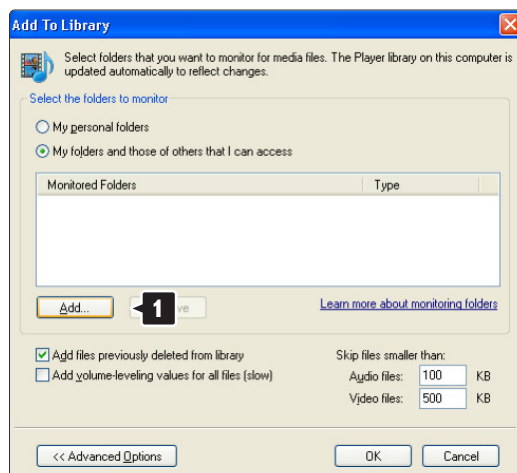 Add To Library
Select folders that you want to monitor for media files. The Player library on this computer is
updated automatically to reflect changes.
Select the folders to monitor
My personal folders
My folders and those of others that I can access
Monitored Folders Type
Add... 1 Learn more about monitoring folders
Add files previously deleted from library Skip files smaller than:
Add volume-leveling values for all files (slow) Audio files: 100 KB
Video files: 500 KB
<< Advanced Options OK Cancel